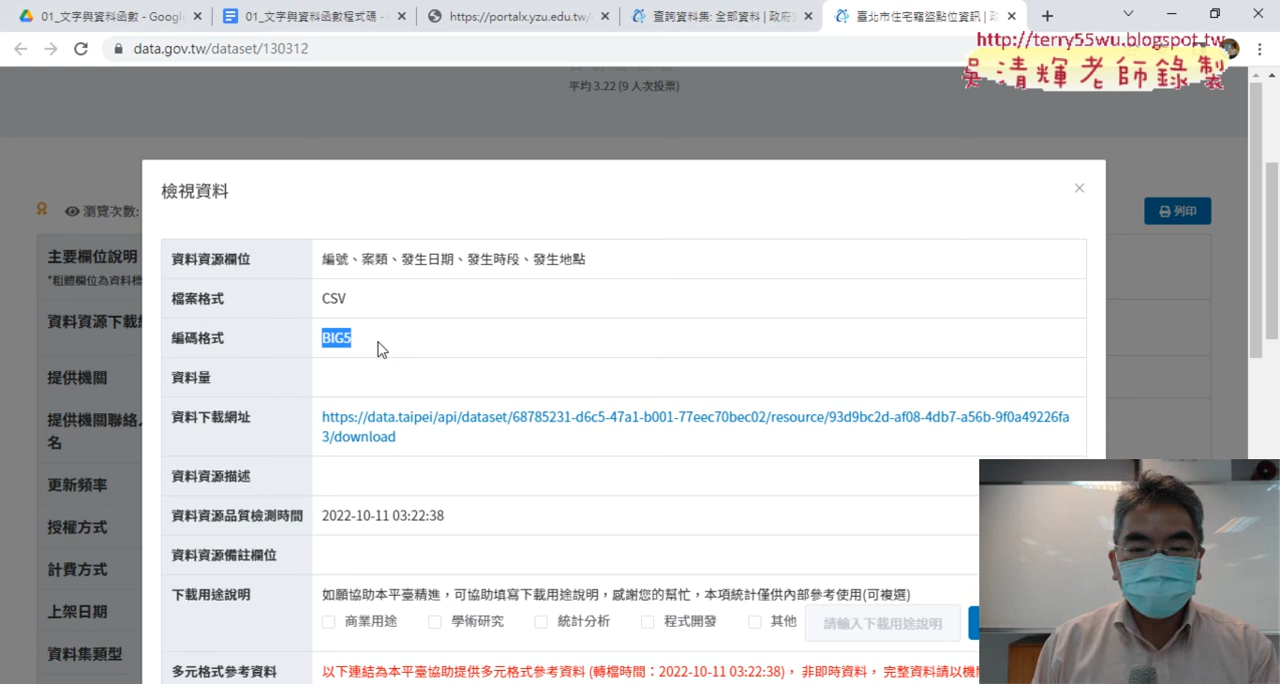 01_文字與資料函數 - Google
01_文字與資料函數程式碼 -
https://portalx.yzu.edu.tw/
查詢資料集: 全部資料 | 政府
臺北市住宅竊盜點位資訊 | 政
data.gov.tw/dataset/130312
http://terry55wu.blogspot.tw
吳清輝老師錄製
平均 3.22 (9 人次投票)
檢視資料
瀏覽次數:
列印
主要欄位說明
*粗體欄位為資料標
資料資源下載網
提供機關
提供機關聯絡人
名
更新頻率
授權方式
計費方式
上架日期
資料集類型
資料資源欄位
編號、案類、發生日期、發生時段、發生地點
檔案格式
CSV
編碼格式
BIG5
資料量
資料下載網址
https://data.taipei/api/dataset/68785231-d6c5-47a1-b001-77eec70bec02/resource/93d9bc2d-af08-4db7-a56b-9f0a49226fa
3/download
資料資源描述
資料資源品質檢測時間
2022-10-11 03:22:38
資料資源備註欄位
下載用途說明
如願協助本平臺精進，可協助填寫下載用途說明，感謝您的幫忙，本項統計僅供內部參考使用(可複選)
商業用途
學術研究
統計分析
程式開發
其他
請輸入下載用途說明
多元格式參考資料
以下連結為本平臺協助提供多元格式參考資料 (轉檔時間：2022-10-11 03:22:38)， 非即時資料， 完整資料請以機